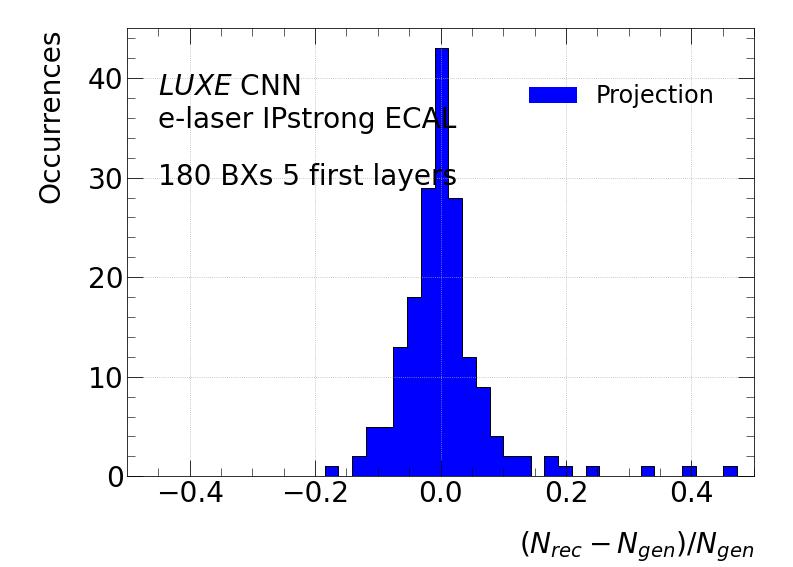 Occurrences
40
30
20
10
0
LUXE CNN
e-laser IPstrong ECAL
180 BXs 5 first layers
Projection
−0.4 −0.2 0.0 0.2 0.4
(N_rec − N_gen)/N_gen